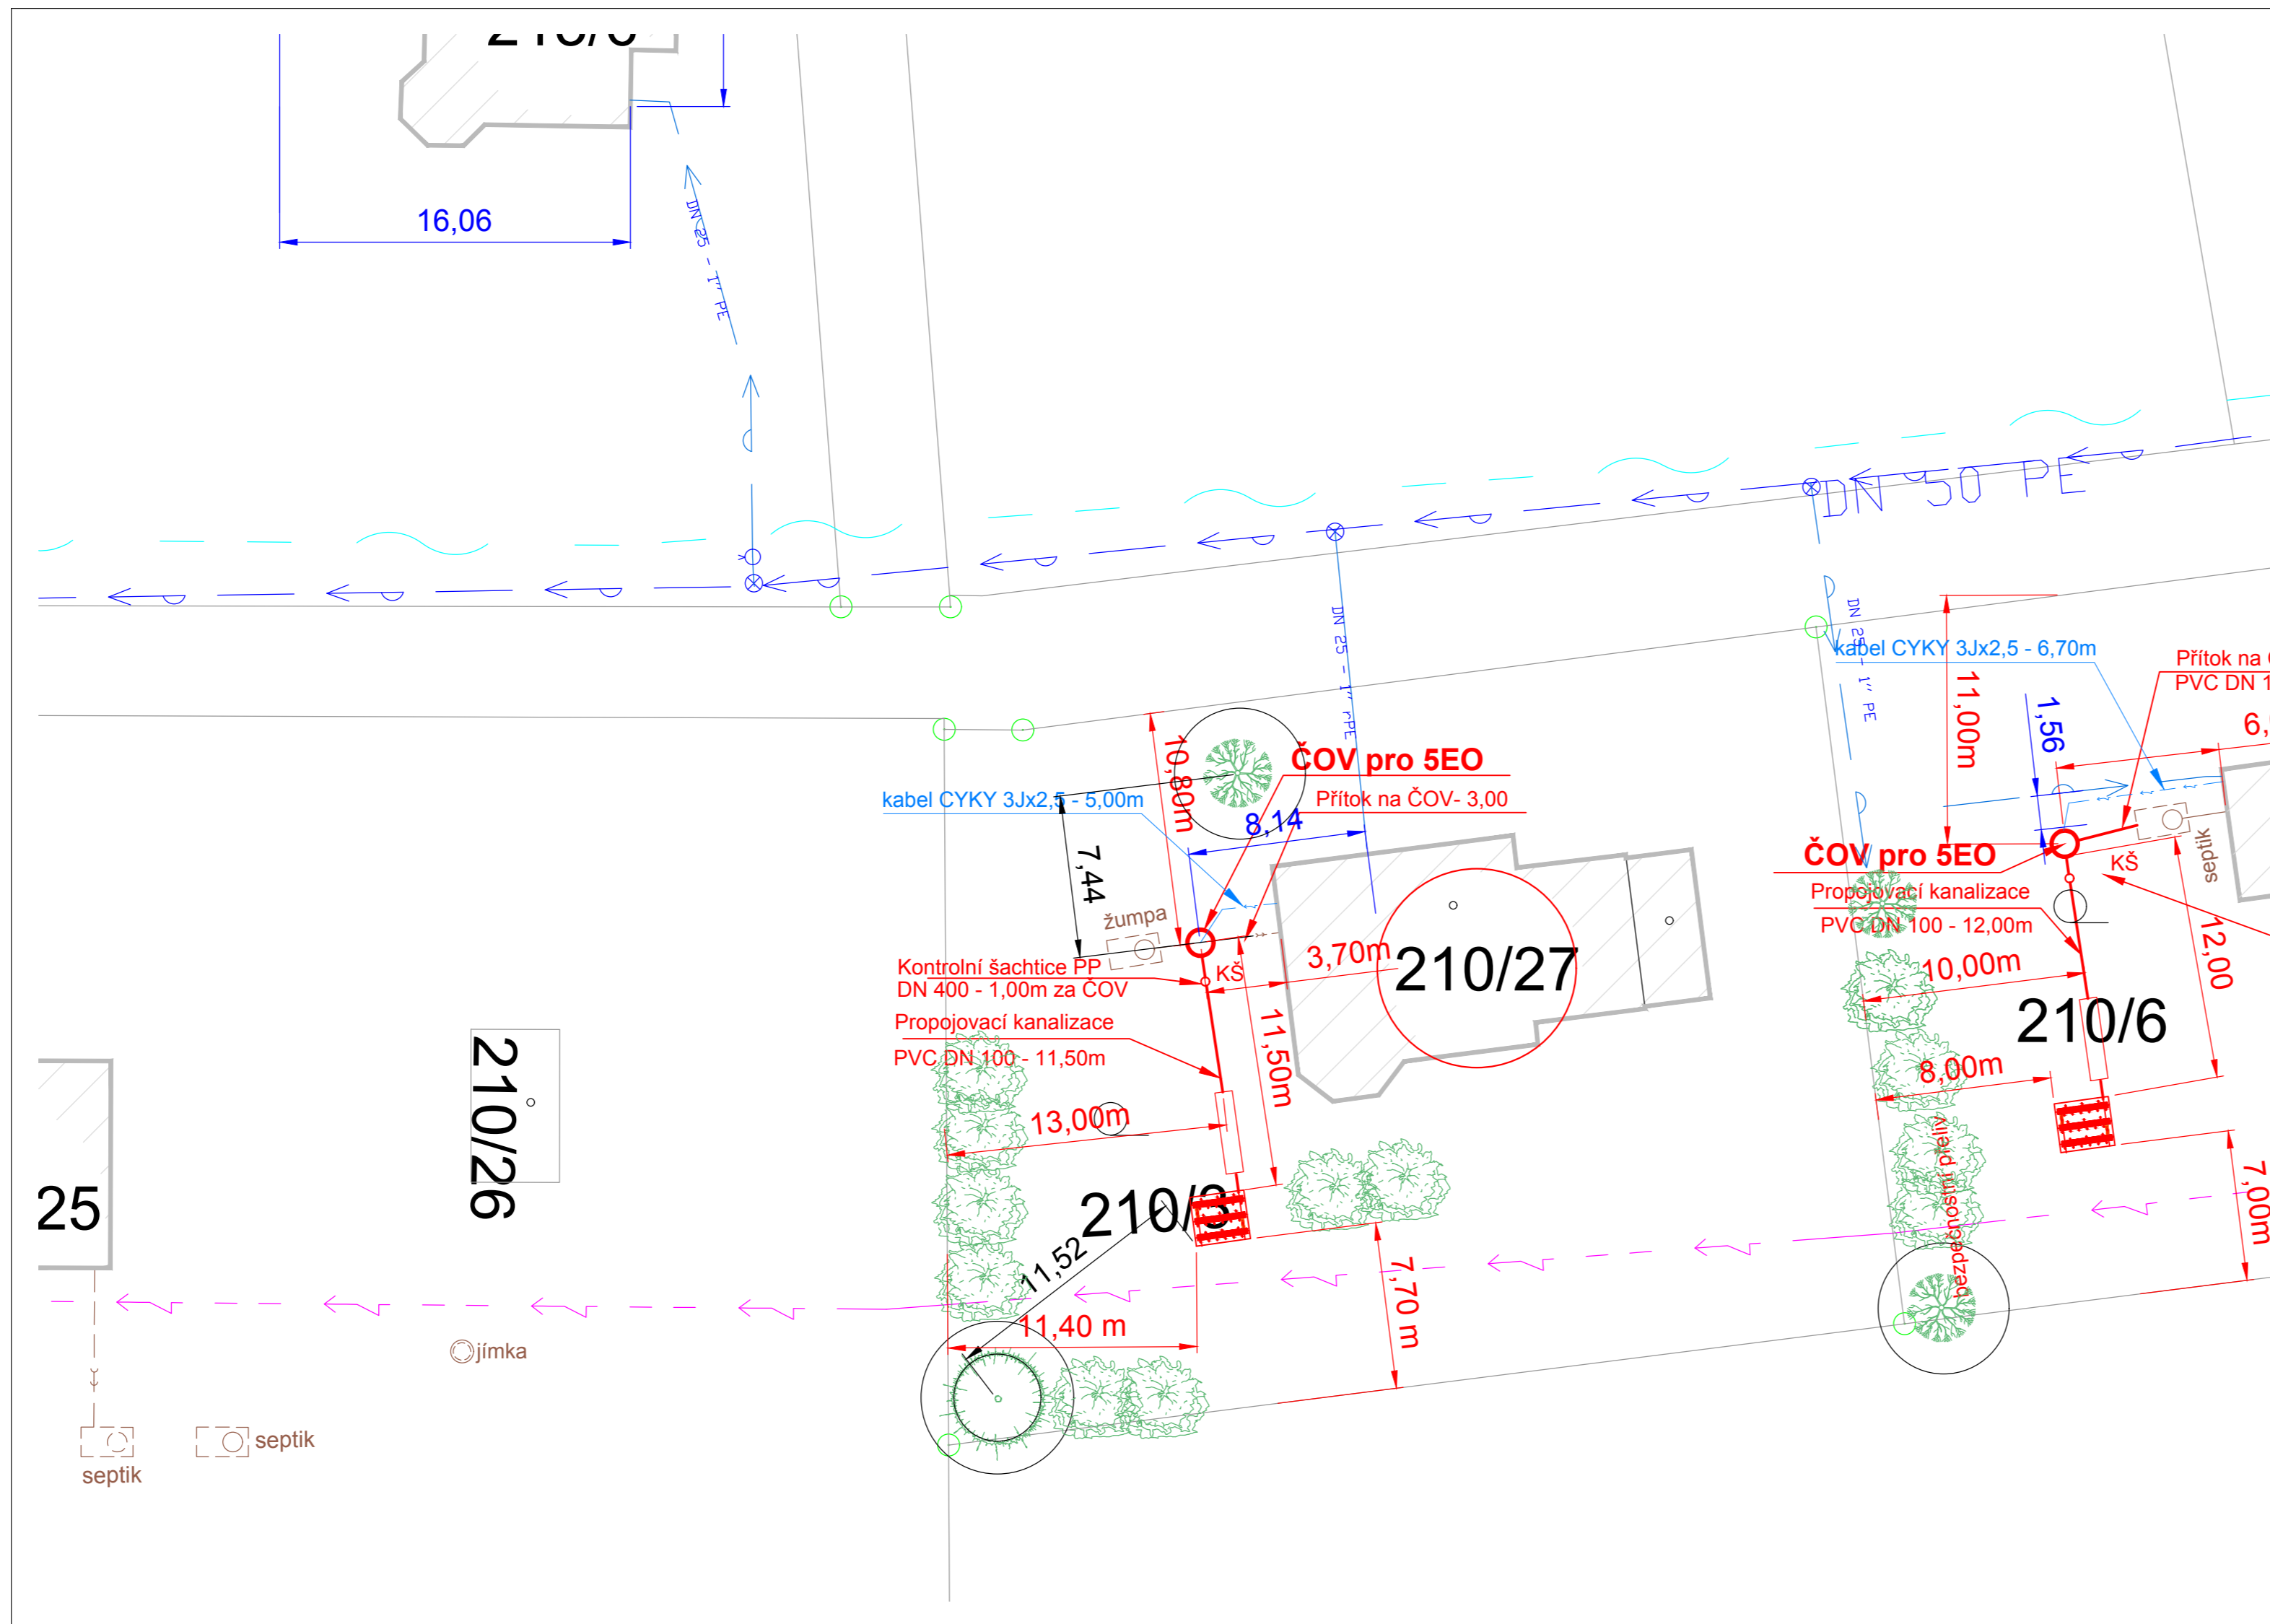 16,06
DN 25 - 1'' PE
DN 50 PE
DN 25 - 1'' rPE
DN 25 - 1'' PE
kabel CYKY 3Jx2,5 - 6,70m
Přítok na
PVC DN 1
11,00m
1,56
6,
10,80m
ČOV pro 5EO
Přítok na ČOV- 3,00
kabel CYKY 3Jx2,5 - 5,00m
8,14
7,44
žumpa
ČOV pro 5EO
KŠ
septik
Propojovací kanalizace
PVC DN 100 - 12,00m
12,00
3,70m
210/27
Kontrolní šachtice PP
DN 400 - 1,00m za ČOV
KŠ
Propojovací kanalizace
PVC DN 100 - 11,50m
11,50m
10,00m
210/6
8,00m
210/26
13,00m
25
210/3
11,52
bezpečnostní přeliv
7,00m
7,70 m
11,40 m
jímka
septik
septik